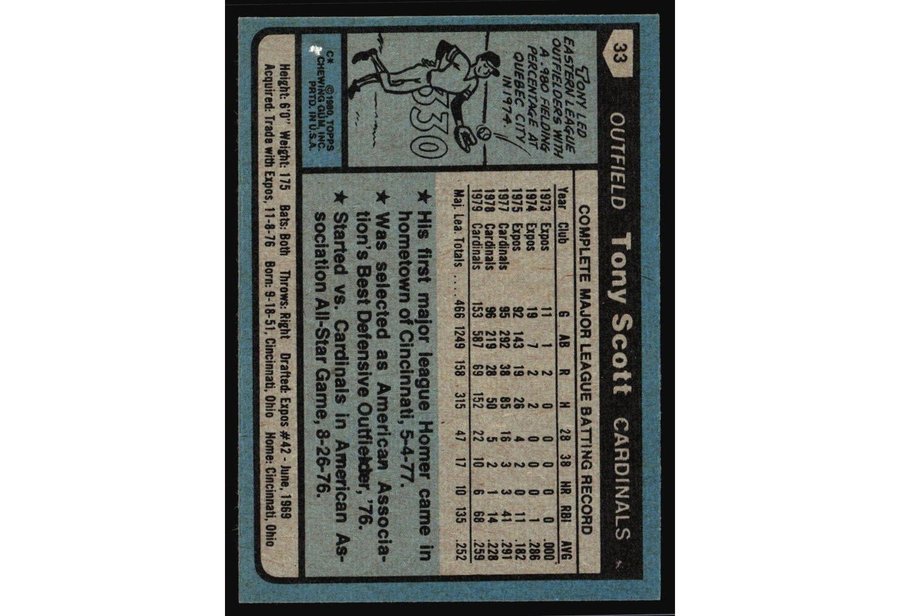 33 OUTFIELD Tony Scott CARDINALS
TONY LED
EASTERN LEAGUE
OUTFIELDERS WITH
A .980 FIELDING
PERCENTAGE AT
QUEBEC CITY
IN 1974!
330
C*
©1980, TOPPS
CHEWING GUM, INC.
PRTD. IN U.S.A.
COMPLETE MAJOR LEAGUE BATTING RECORD
Year Club G AB R H 2B 3B HR RBI AVG
1973 Expos 11 1 2 0 0 0 0 0 .000
1974 Expos 19 7 2 2 0 0 0 1 .286
1975 Expos 92 143 19 26 4 2 0 11 .182
1977 Cardinals 95 292 38 85 16 3 3 41 .291
1978 Cardinals 96 219 28 50 5 2 1 14 .228
1979 Cardinals 153 587 69 152 22 10 6 68 .259
Maj. Lea. Totals .... 466 1249 158 315 47 17 10 135 .252
★ His first major league Homer came in
hometown of Cincinnati, 5-4-77.
★ Was selected as American Associa-
tion's Best Defensive Outfielder, '76.
★ Started vs. Cardinals in American As-
sociation All-Star Game, 8-26-76.
Height: 6'0" Weight: 175 Bats: Both Throws: Right Drafted: Expos #42 - June, 1969
Acquired: Trade with Expos, 11-8-76 Born: 9-18-51, Cincinnati, Ohio Home: Cincinnati, Ohio